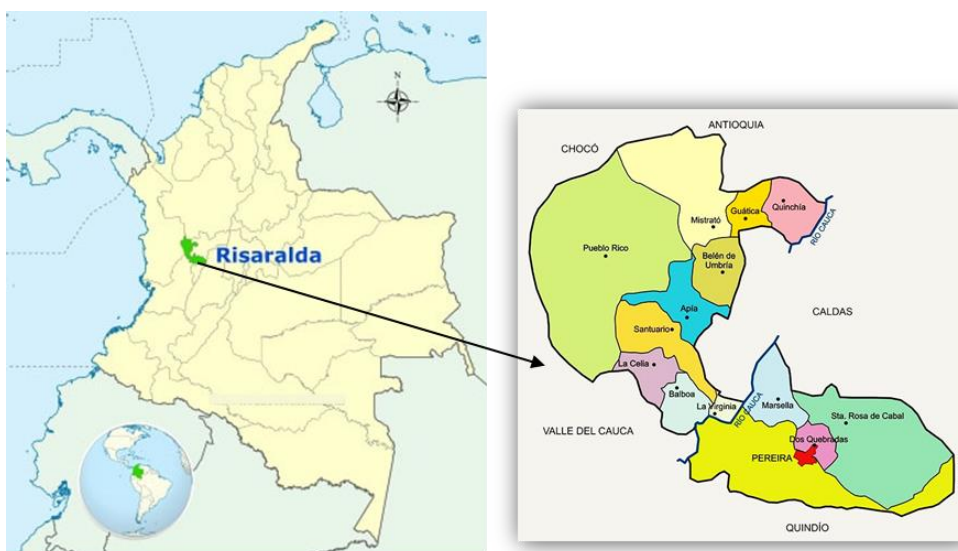 N
Risaralda
ANTIOQUIA
CHOCÓ
Mistrató
Guática
Quinchía
RÍO CAUCA
Pueblo Rico
Belén de
Umbría
Apía
CALDAS
Santuario
La Celia
Balboa
La Virginia
RÍO CAUCA
Marsella
Sta. Rosa de Cabal
VALLE DEL CAUCA
Dos Quebradas
PEREIRA
QUINDÍO